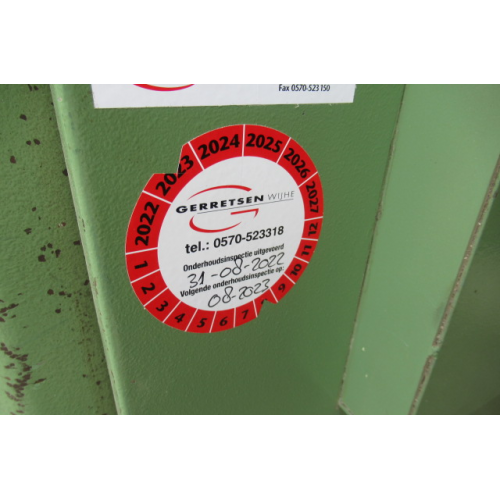 Fax 0570-523150
2022 2023 2024 2025 2026 2027
GERRETSEN WIJHE
tel.: 0570-523318
Onderhoudsinspectie uitgevoerd
31-08-2022
Volgende onderhoudsinspectie op:
08-2023
1 2 3 4 5 6 7 8 9 10 11 12